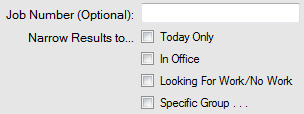 Job Number (Optional):
Narrow Results to... Today Only
In Office
Looking For Work/No Work
Specific Group . . .